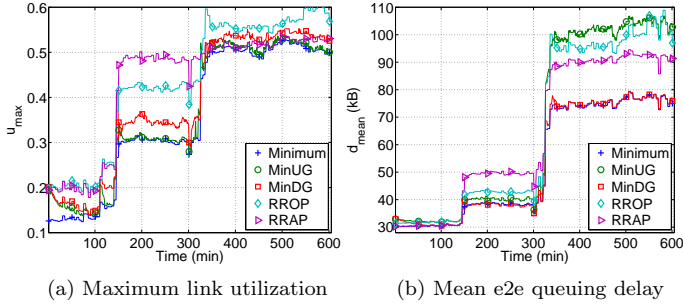 0.6
0.5
0.4
0.3
0.2
0.1
u_max
0 100 200 300 400 500 600
Time (min)
Minimum
MinUG
MinDG
RROP
RRAP
(a) Maximum link utilization
110
100
90
80
70
60
50
40
30
d_mean (kB)
0 100 200 300 400 500 600
Time (min)
Minimum
MinUG
MinDG
RROP
RRAP
(b) Mean e2e queuing delay